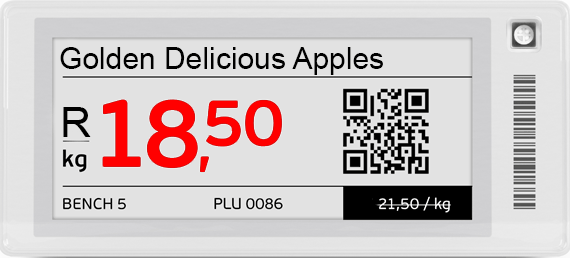 Golden Delicious Apples
R
kg
18,50
BENCH 5
PLU 0086
21,50 / kg